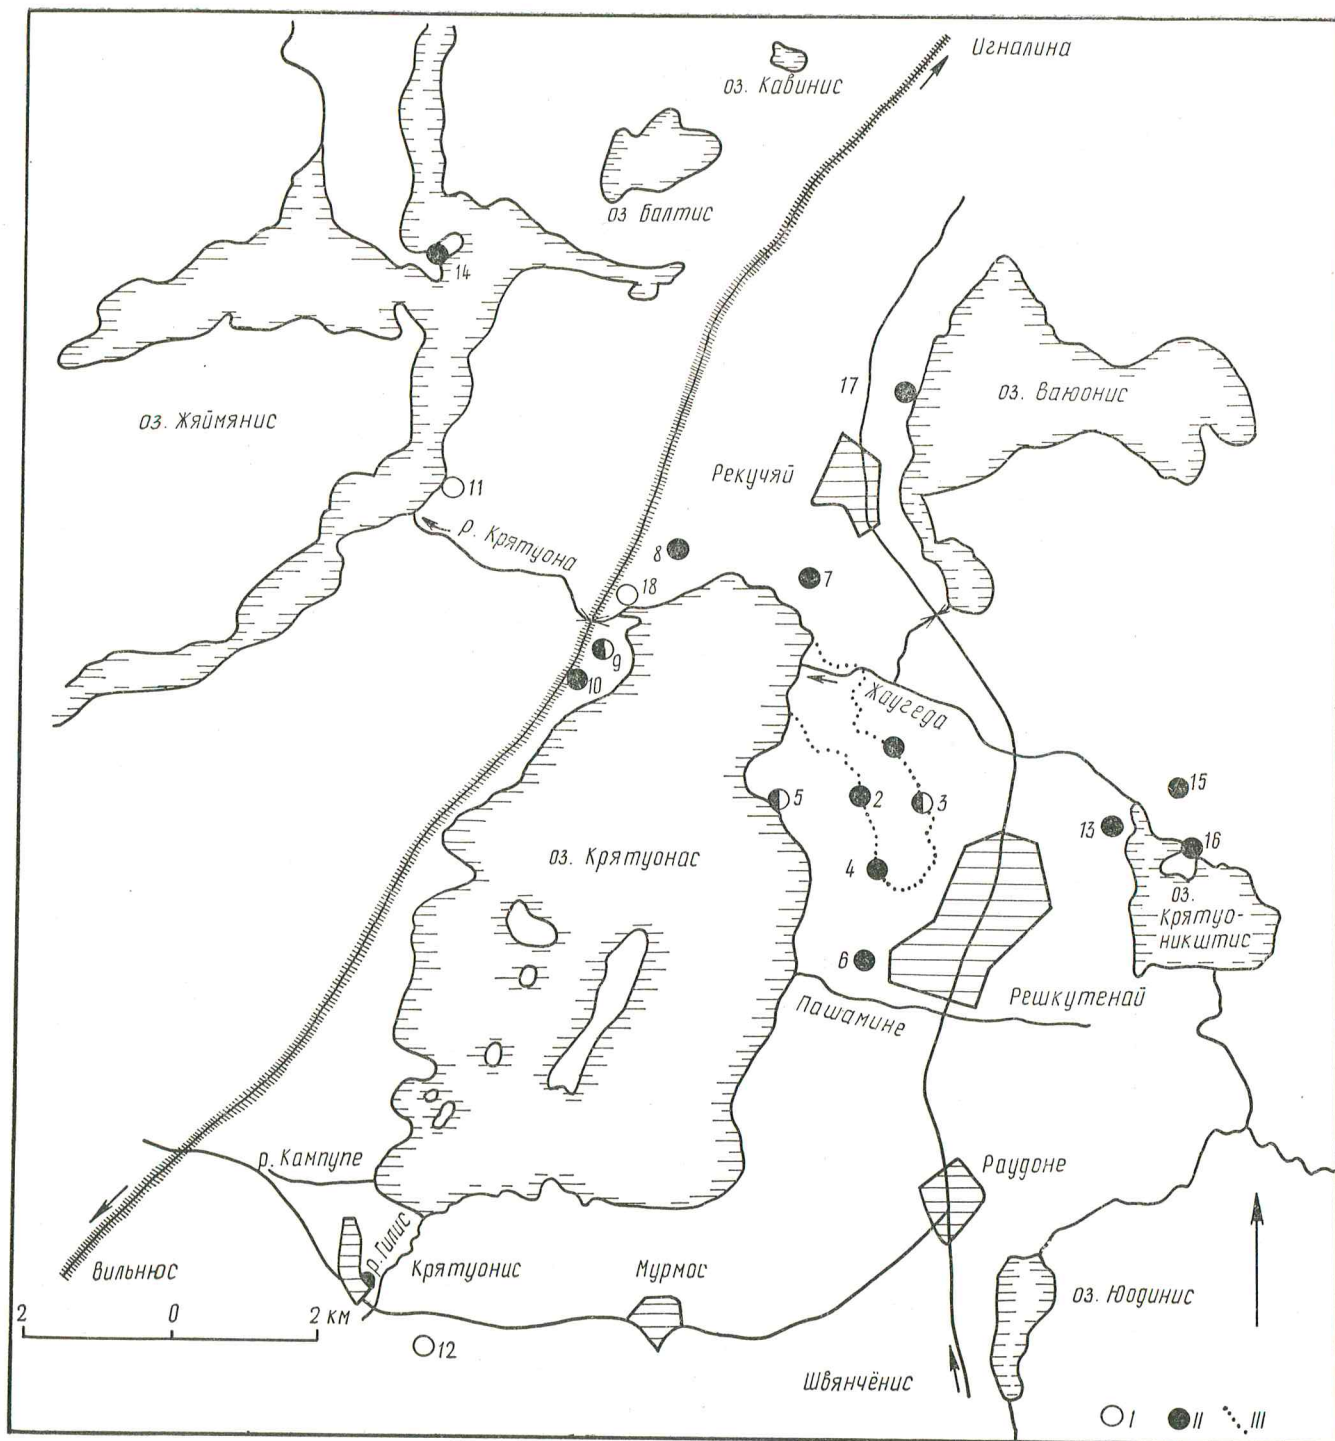 Игналина
оз. Кавинис
оз Балтис
14
17
оз. Ваюонис
оз. Жяймянис
Рекучяй
11
р. Крятуона
8
7
18
9
10
Жаугеда
15
5
2
3
13
16
4
оз. Крятуонас
оз.
Крятуо-
никштис
6
Решкутенай
Пашамине
р. Кампупе
Раудоне
р. Гилис
Вильнюс
Крятуонис
Мурмос
оз. Юодинис
2 0 2 км
12
Швянчёнис
I II III